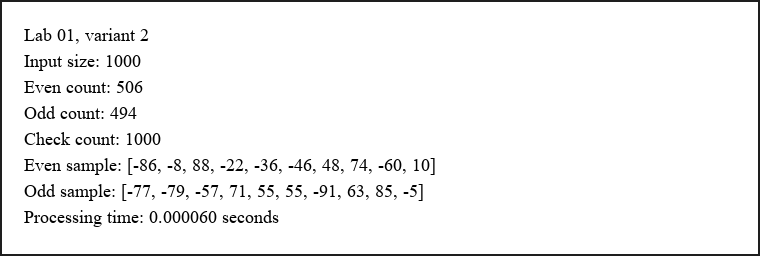 Lab 01, variant 2
Input size: 1000
Even count: 506
Odd count: 494
Check count: 1000
Even sample: [-86, -8, 88, -22, -36, -46, 48, 74, -60, 10]
Odd sample: [-77, -79, -57, 71, 55, 55, -91, 63, 85, -5]
Processing time: 0.000060 seconds